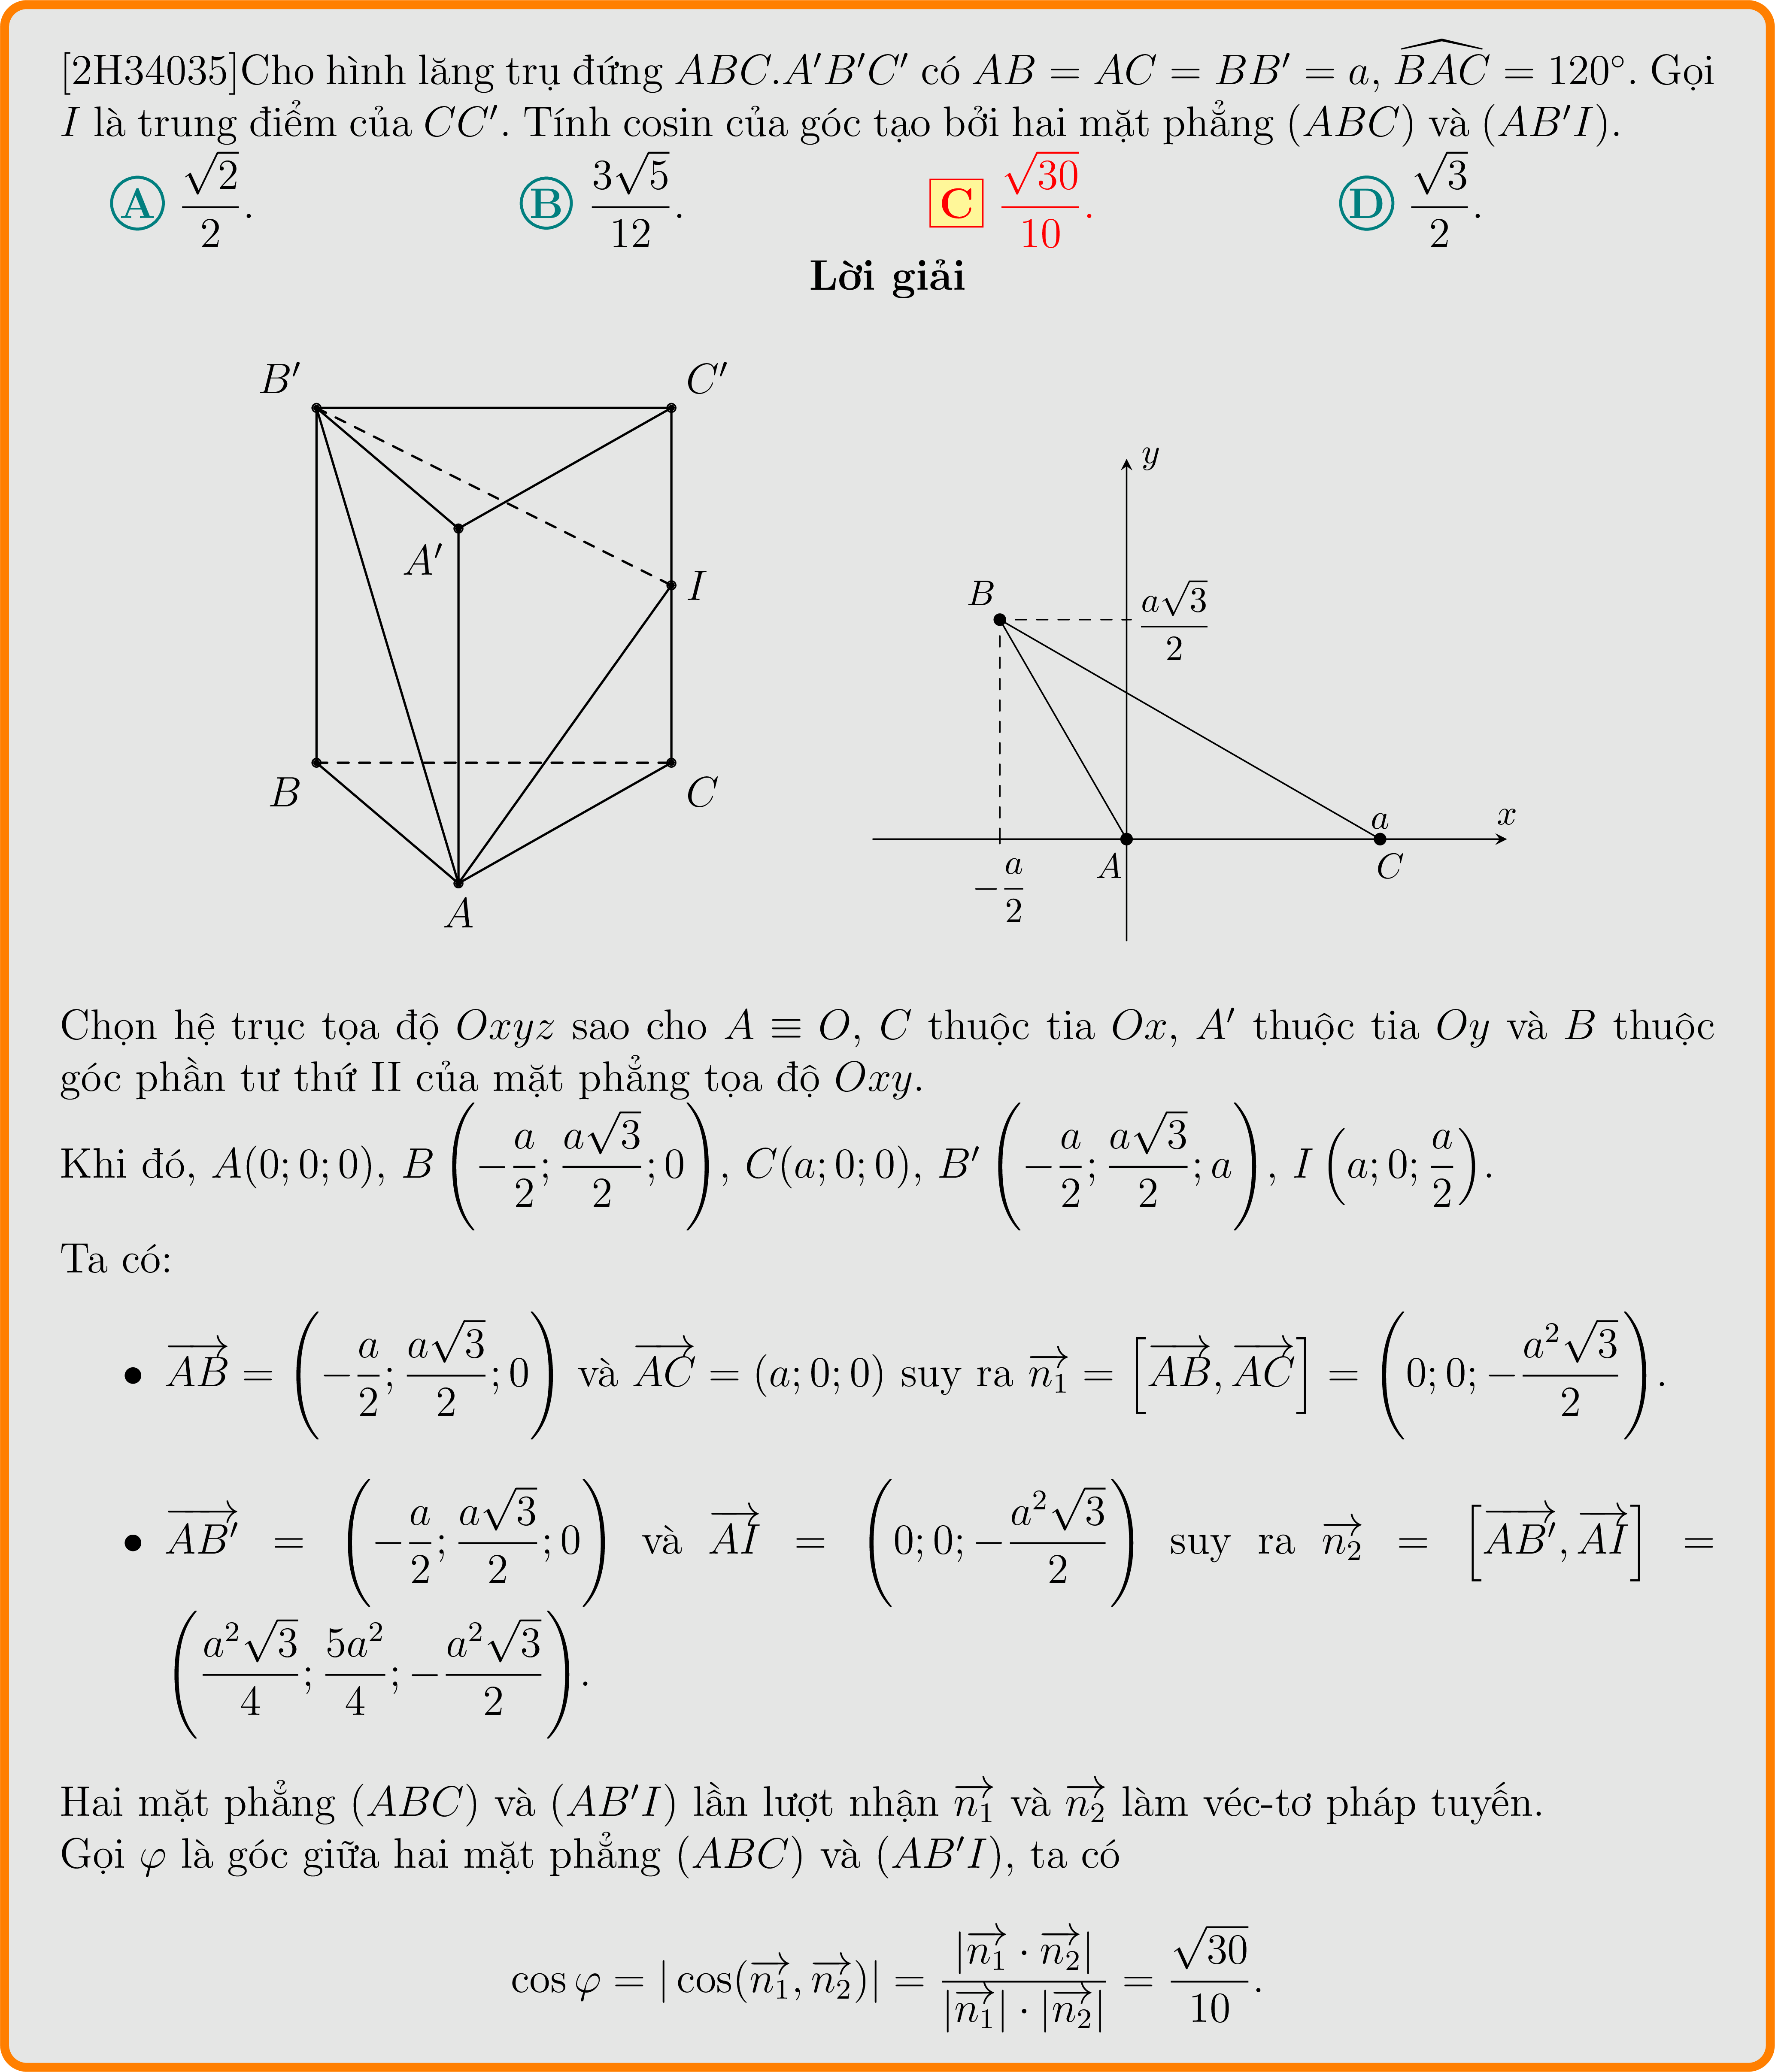 [2H34035]Cho hình lăng trụ đứng $ABC.A'B'C'$ có $AB = AC = BB' = a$, $\widehat{BAC} = 120^\circ$. Gọi
$I$ là trung điểm của $CC'$. Tính cosin của góc tạo bởi hai mặt phẳng $(ABC)$ và $(AB'I)$.
A $\frac{\sqrt{2}}{2}$. B $\frac{3\sqrt{5}}{12}$. C $\frac{\sqrt{30}}{10}$. D $\frac{\sqrt{3}}{2}$.
Lời giải
$B'$
$C'$
$A'$
$I$
$B$
$C$
$A$
$y$
$B$
$\frac{a\sqrt{3}}{2}$
$a$
$x$
$A$
$C$
$-\frac{a}{2}$
Chọn hệ trục tọa độ $Oxyz$ sao cho $A \equiv O$, $C$ thuộc tia $Ox$, $A'$ thuộc tia $Oy$ và $B$ thuộc
góc phần tư thứ II của mặt phẳng tọa độ $Oxy$.
Khi đó, $A(0;0;0)$, $B\left(-\frac{a}{2};\frac{a\sqrt{3}}{2};0\right)$, $C(a;0;0)$, $B'\left(-\frac{a}{2};\frac{a\sqrt{3}}{2};a\right)$, $I\left(a;0;\frac{a}{2}\right)$.
Ta có:
• $\overrightarrow{AB} = \left(-\frac{a}{2};\frac{a\sqrt{3}}{2};0\right)$ và $\overrightarrow{AC} = (a;0;0)$ suy ra $\overrightarrow{n_1} = \left[\overrightarrow{AB},\overrightarrow{AC}\right] = \left(0;0;-\frac{a^2\sqrt{3}}{2}\right)$.
• $\overrightarrow{AB'} = \left(-\frac{a}{2};\frac{a\sqrt{3}}{2};0\right)$ và $\overrightarrow{AI} = \left(0;0;-\frac{a^2\sqrt{3}}{2}\right)$ suy ra $\overrightarrow{n_2} = \left[\overrightarrow{AB'},\overrightarrow{AI}\right] =$
$\left(\frac{a^2\sqrt{3}}{4};\frac{5a^2}{4};-\frac{a^2\sqrt{3}}{2}\right)$.
Hai mặt phẳng $(ABC)$ và $(AB'I)$ lần lượt nhận $\overrightarrow{n_1}$ và $\overrightarrow{n_2}$ làm véc-tơ pháp tuyến.
Gọi $\varphi$ là góc giữa hai mặt phẳng $(ABC)$ và $(AB'I)$, ta có
$\cos\varphi = |\cos(\overrightarrow{n_1},\overrightarrow{n_2})| = \frac{|\overrightarrow{n_1}\cdot\overrightarrow{n_2}|}{|\overrightarrow{n_1}|\cdot|\overrightarrow{n_2}|} = \frac{\sqrt{30}}{10}$.